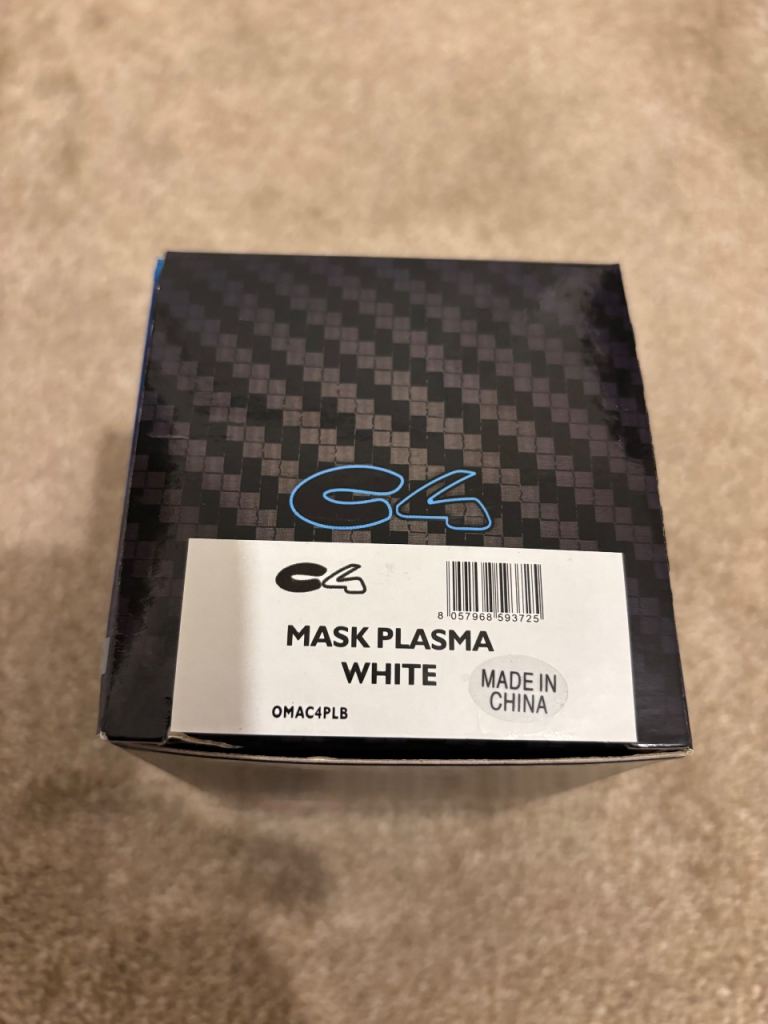 C4
C4
8 057968 593725
MASK PLASMA
WHITE
MADE IN
CHINA
OMAC4PLB